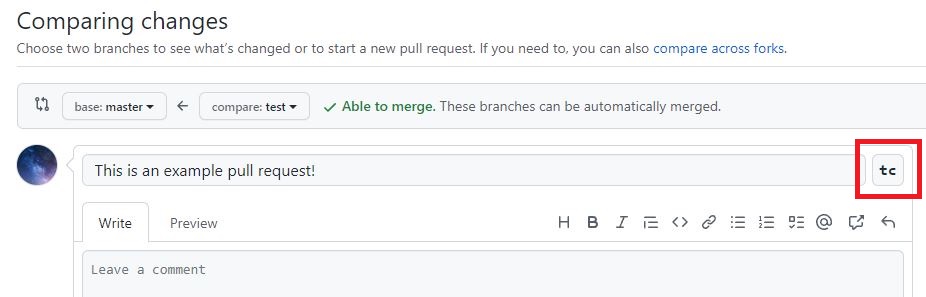 Comparing changes
Choose two branches to see what's changed or to start a new pull request. If you need to, you can also compare across forks.
base: master compare: test Able to merge. These branches can be automatically merged.
This is an example pull request! tc
Write Preview H B I @
Leave a comment